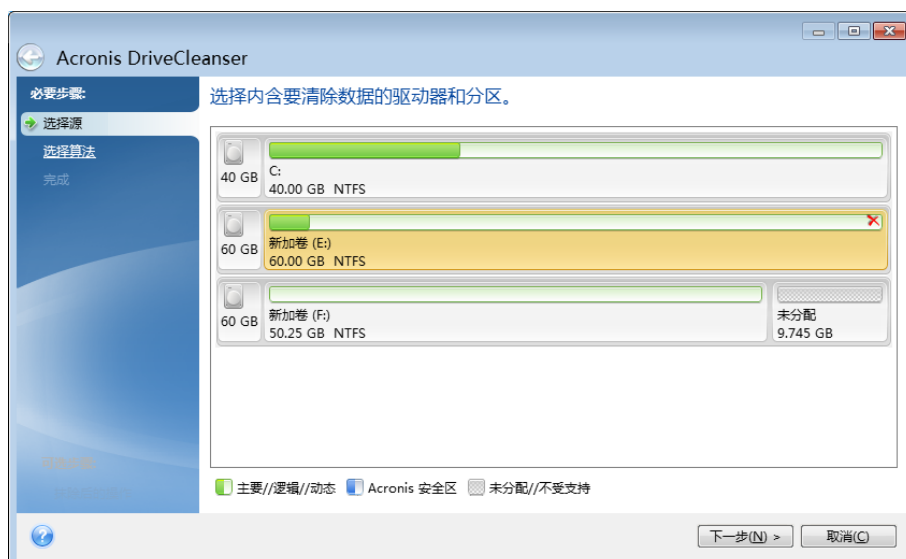 Acronis DriveCleanser
必要步骤:
选择源
选择算法
完成
选择内含要清除数据的驱动器和分区。
40 GB
C:
40.00 GB NTFS
60 GB
新加卷 (E:)
60.00 GB NTFS
60 GB
新加卷 (F:)
50.25 GB NTFS
未分配
9.745 GB
主要//逻辑//动态
Acronis 安全区
未分配//不受支持
下一步(N) >
取消(C)